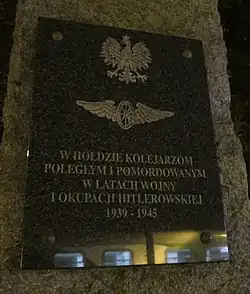 W HOŁDZIE KOLEJARZOM
POLEGŁYM I POMORDOWANYM
W LATACH WOJNY
I OKUPACJI HITLEROWSKIEJ
1939 - 1945